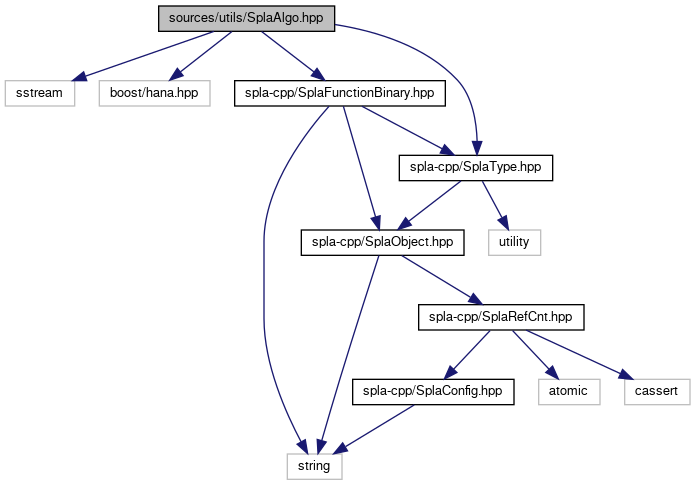 sources/utils/SplaAlgo.hpp
sstream
boost/hana.hpp
spla-cpp/SplaFunctionBinary.hpp
spla-cpp/SplaType.hpp
spla-cpp/SplaObject.hpp
utility
spla-cpp/SplaRefCnt.hpp
spla-cpp/SplaConfig.hpp
atomic
cassert
string